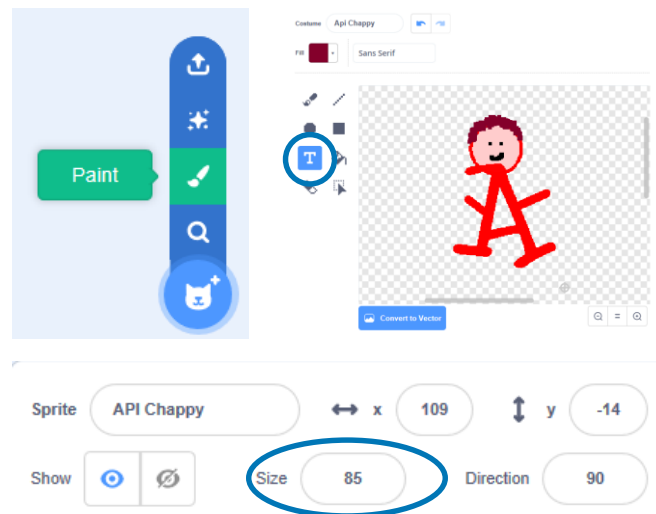 Paint
Costume Api Chappy
Fill Sans Serif
T
Convert to Vector
Sprite API Chappy x 109 y -14
Show Size 85 Direction 90